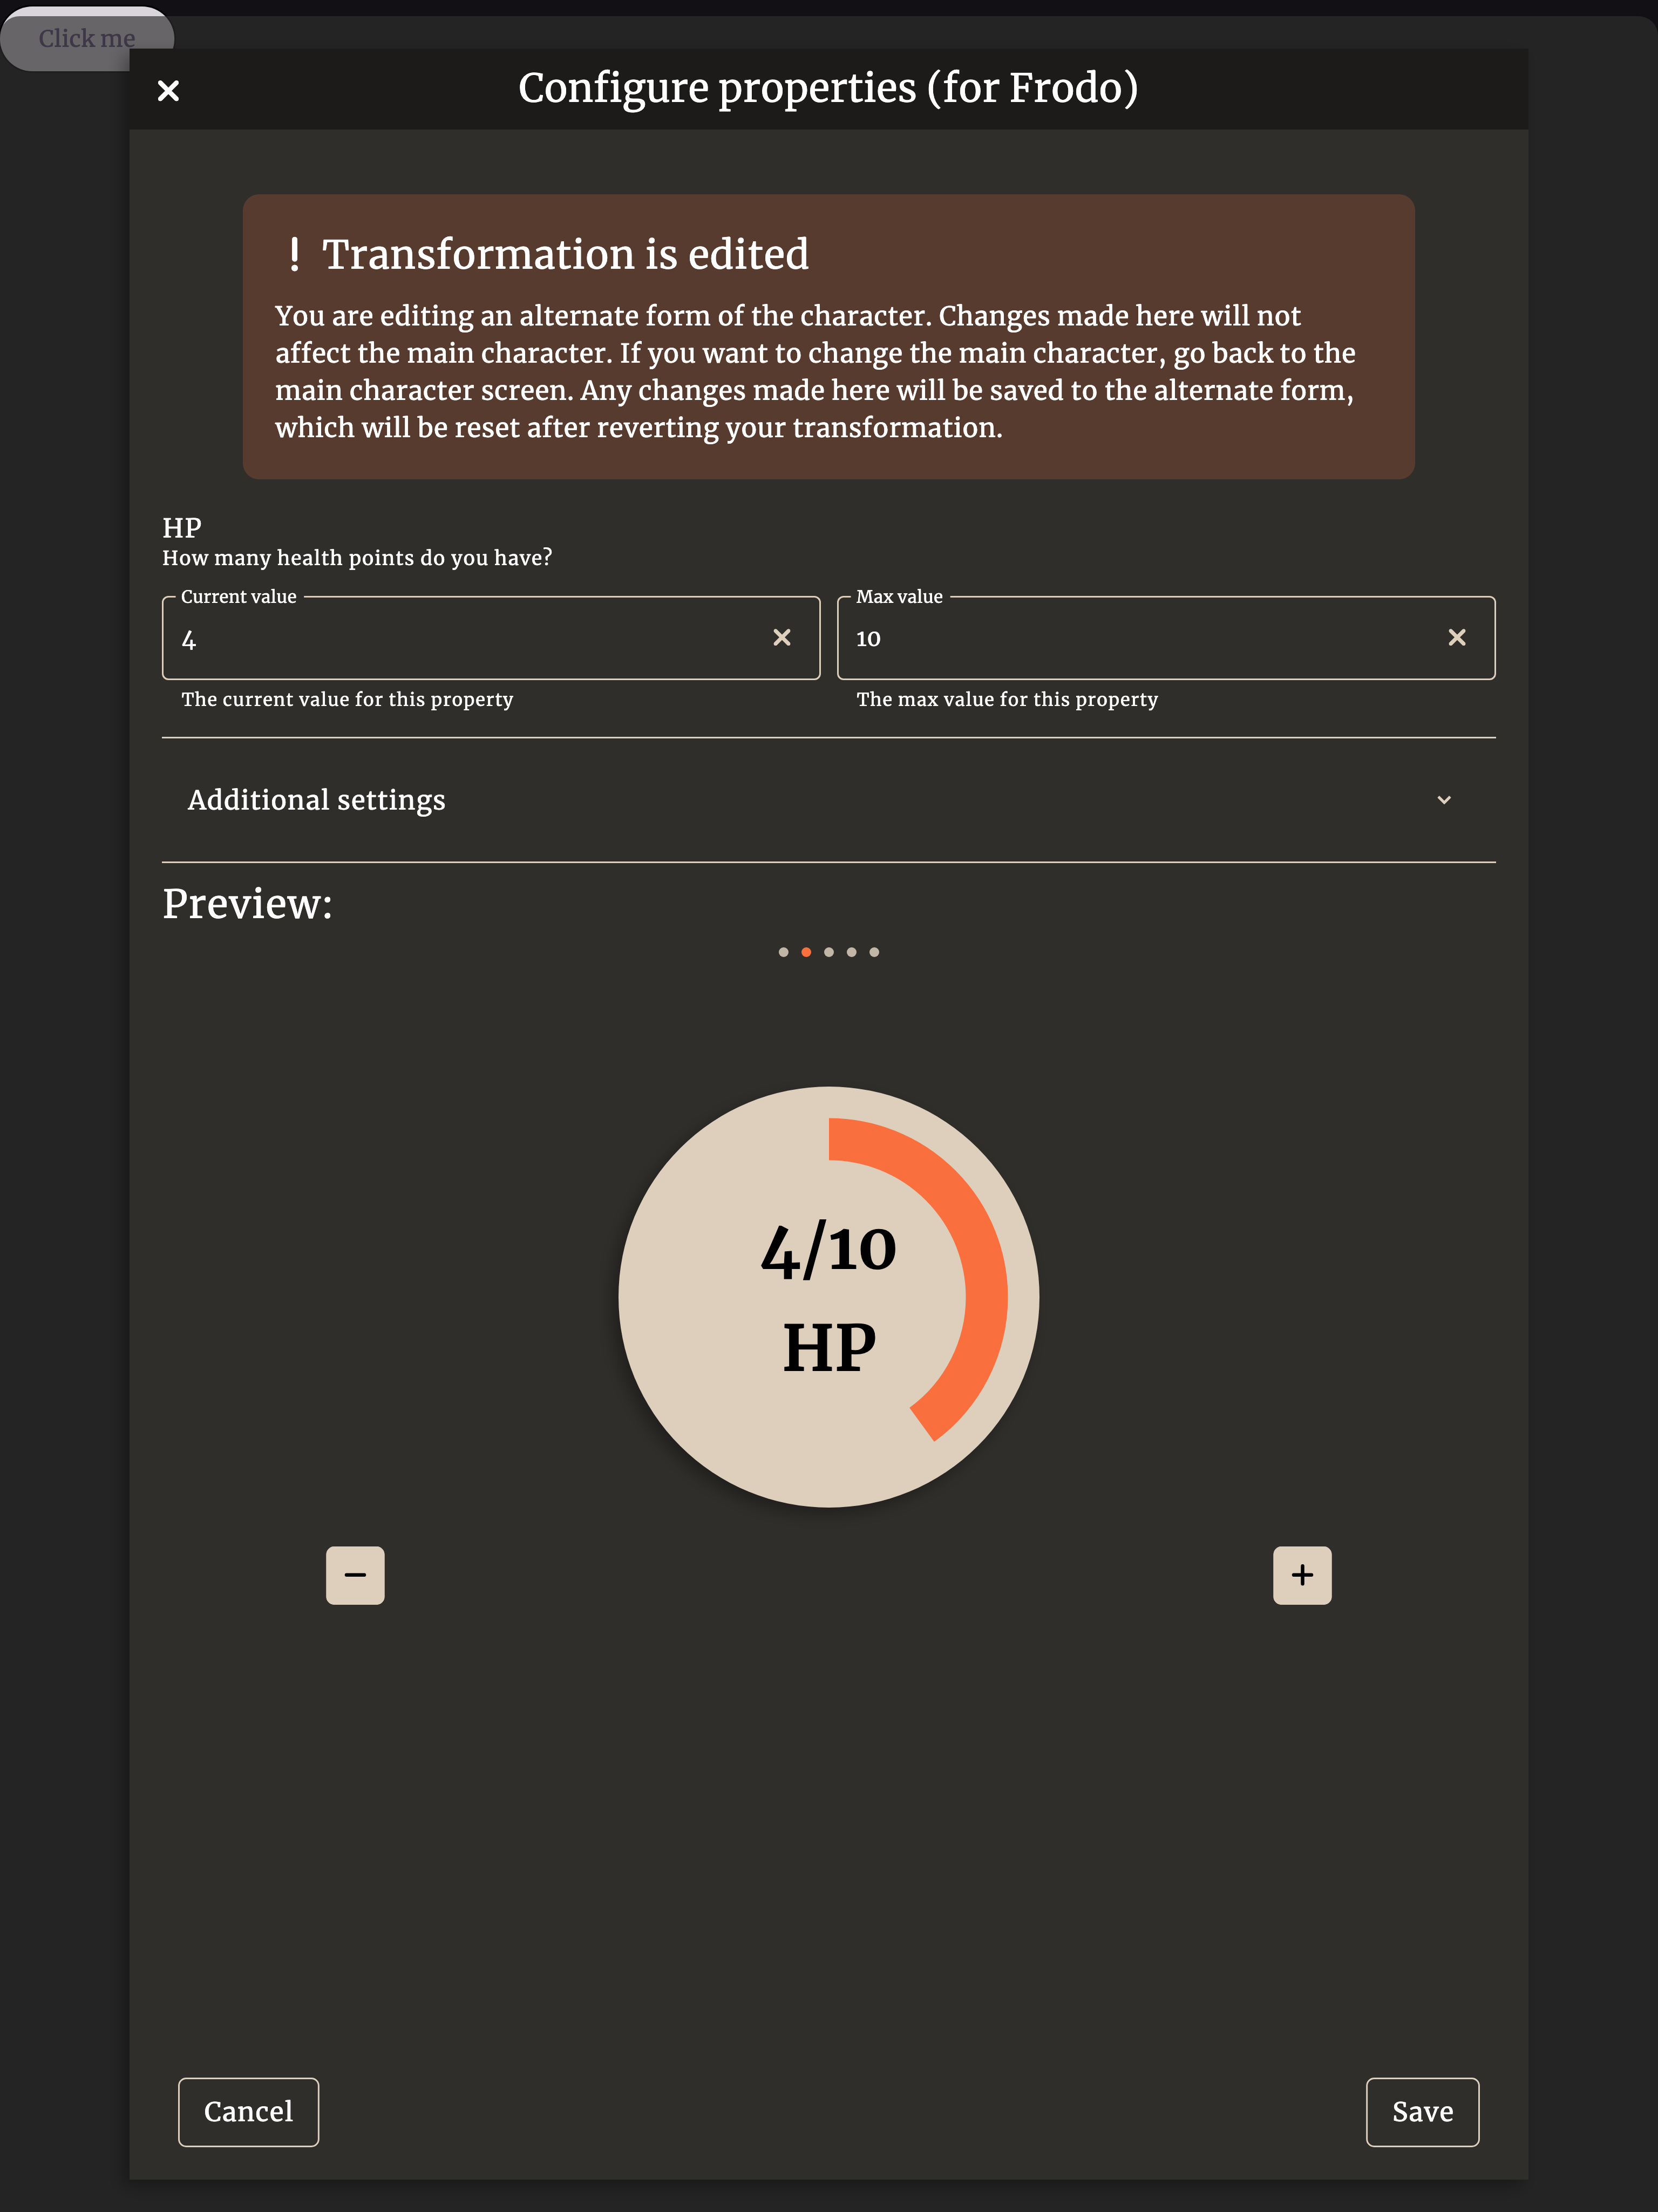 Click me
Configure properties (for Frodo)
! Transformation is edited
You are editing an alternate form of the character. Changes made here will not
affect the main character. If you want to change the main character, go back to the
main character screen. Any changes made here will be saved to the alternate form,
which will be reset after reverting your transformation.
HP
How many health points do you have?
Current value
4
The current value for this property
Max value
10
The max value for this property
Additional settings
Preview:
4/10
HP
Cancel
Save